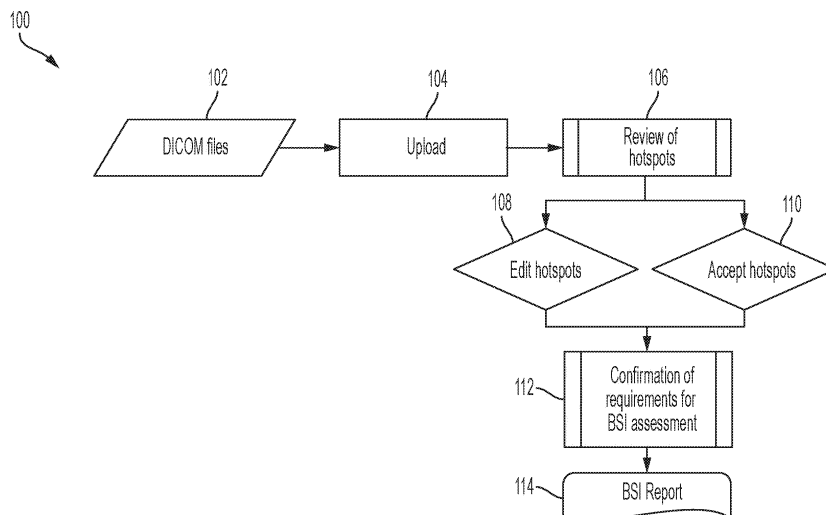 100
102
104
106
DICOM files
Upload
Review of
hotspots
108
110
Edit hotspots
Accept hotspots
112
Confirmation of
requirements for
BSI assessment
114
BSI Report